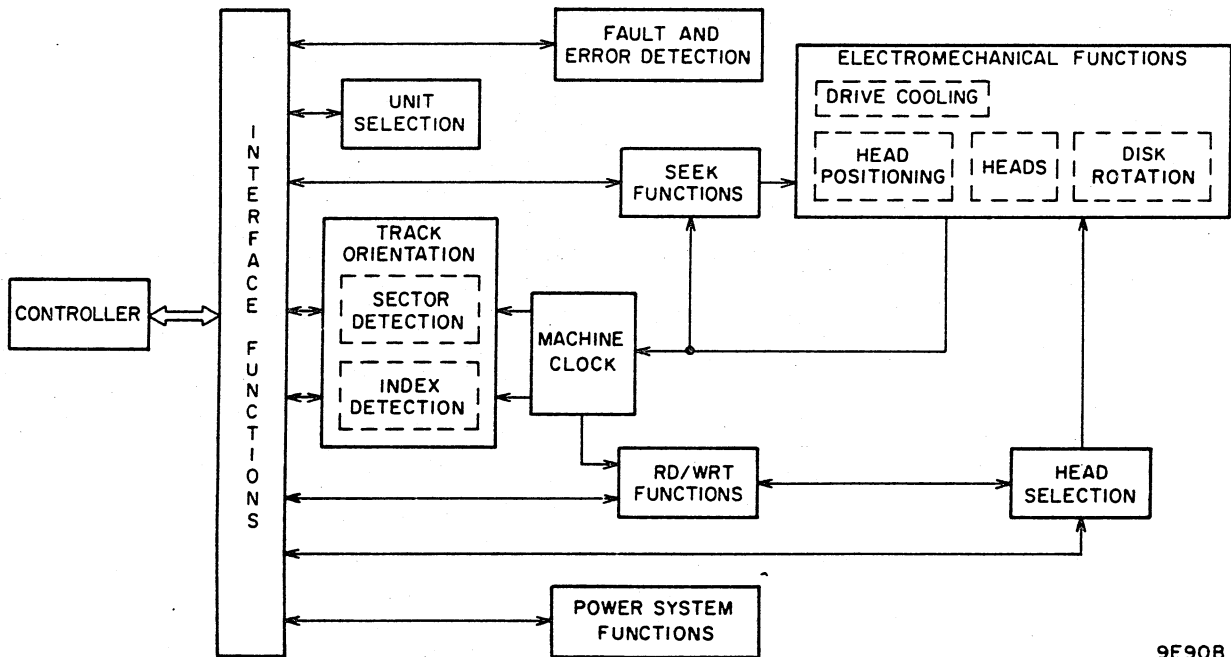 FAULT AND
ERROR DETECTION
ELECTROMECHANICAL FUNCTIONS
DRIVE COOLING
HEAD
POSITIONING
HEADS
DISK
ROTATION
UNIT
SELECTION
SEEK
FUNCTIONS
INTERFACE FUNCTIONS
TRACK
ORIENTATION
SECTOR
DETECTION
INDEX
DETECTION
CONTROLLER
MACHINE
CLOCK
RD/WRT
FUNCTIONS
HEAD
SELECTION
POWER SYSTEM
FUNCTIONS
9E90B